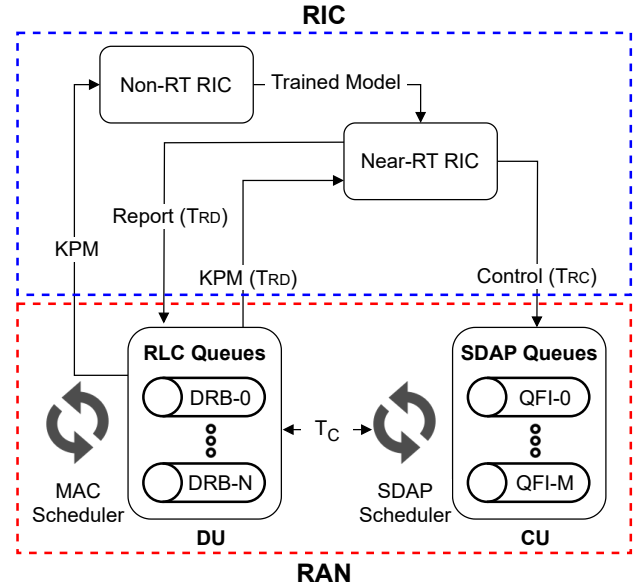 RIC
Non-RT RIC
Trained Model
Near-RT RIC
Report (TRD)
KPM
KPM (TRD)
Control (TRC)
RLC Queues
SDAP Queues
DRB-0
QFI-0
TC
DRB-N
QFI-M
MAC
Scheduler
SDAP
Scheduler
DU
CU
RAN